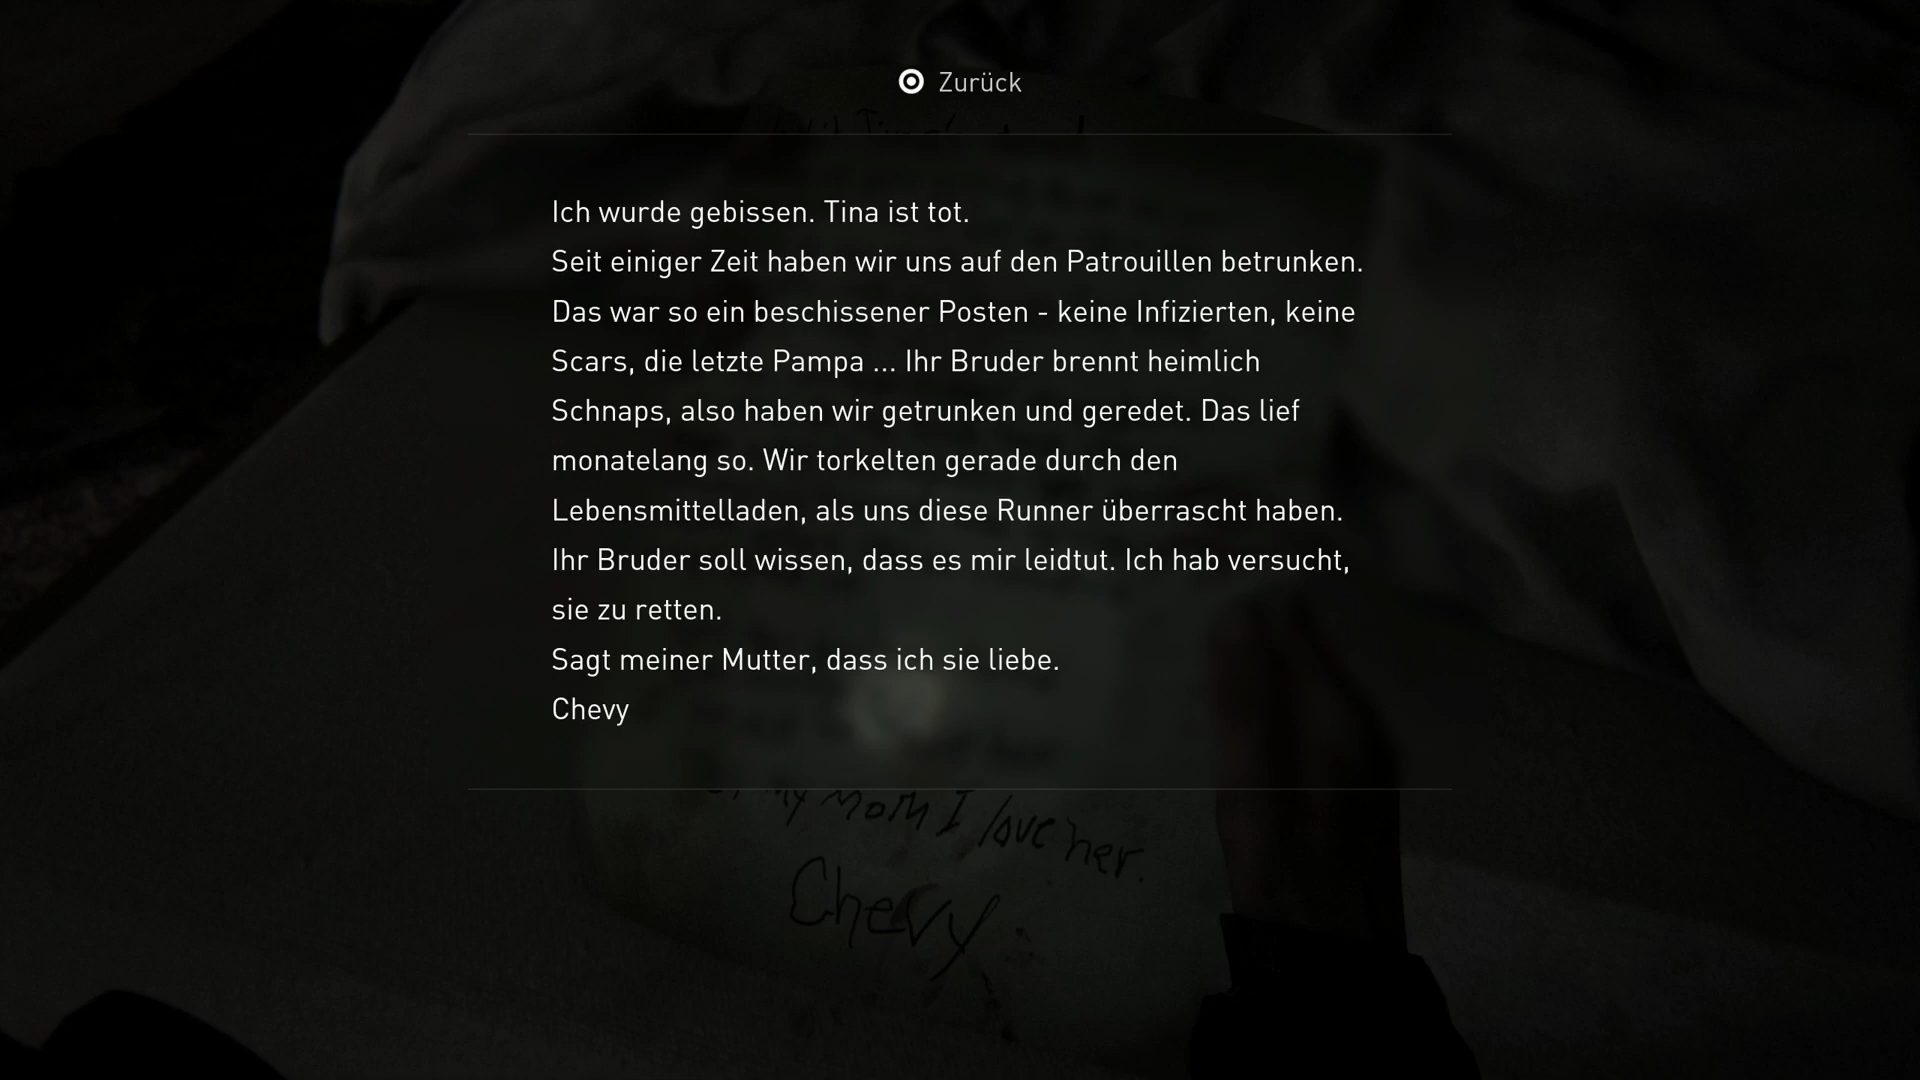 Zurück
Ich wurde gebissen. Tina ist tot.
Seit einiger Zeit haben wir uns auf den Patrouillen betrunken.
Das war so ein beschissener Posten - keine Infizierten, keine
Scars, die letzte Pampa ... Ihr Bruder brennt heimlich
Schnaps, also haben wir getrunken und geredet. Das lief
monatelang so. Wir torkelten gerade durch den
Lebensmittelladen, als uns diese Runner überrascht haben.
Ihr Bruder soll wissen, dass es mir leidtut. Ich hab versucht,
sie zu retten.
Sagt meiner Mutter, dass ich sie liebe.
Chevy
my mom I love her.
Chevy